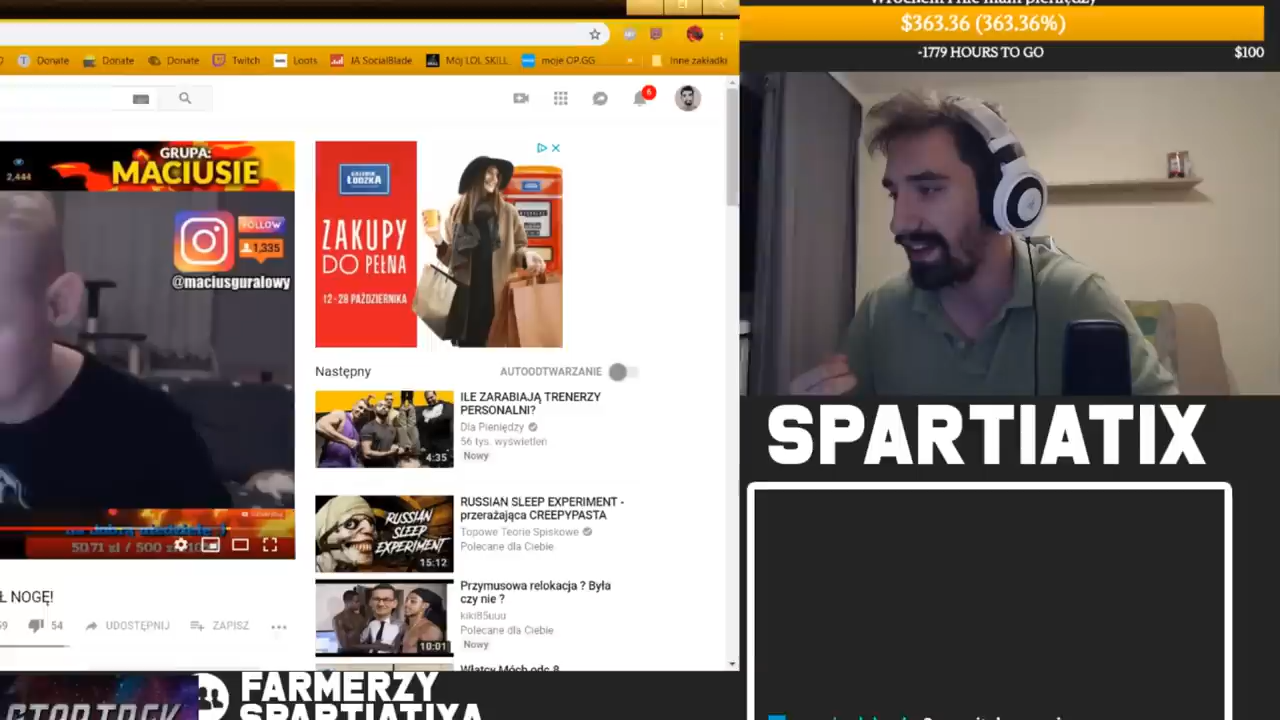 $363.36 (363.36%)
-1779 HOURS TO GO
$100
Donate
Donate
Donate
Twitch
Loots
JA SocialBlade
Mój LOL SKILL
moje OP.GG
Inne zakładki
6
2,444
GRUPA:
MACIUSIE
FOLLOW
1,335
@maciusguralowy
ZAKUPY
DO PEŁNA
12-28 PAŹDZIERNIKA
Następny
AUTOODTWARZANIE
ILE ZARABIAJĄ TRENERZY
PERSONALNI?
Dla Pieniędzy
56 tys. wyświetleń
Nowy
4:35
RUSSIAN SLEEP EXPERIMENT -
przerażająca CREEPYPASTA
Topowe Teorie Spiskowe
Polecane dla Ciebie
RUSSIAN
SLEEP
EXPERIMENT
15:12
Przymusowa relokacja ? Była
czy nie ?
kiki85uuu
Polecane dla Ciebie
Nowy
10:01
Ł NOGĘ!
54
UDOSTĘPNIJ
ZAPISZ
SPARTIATIX
FARMERZY
SPARTIATIXA